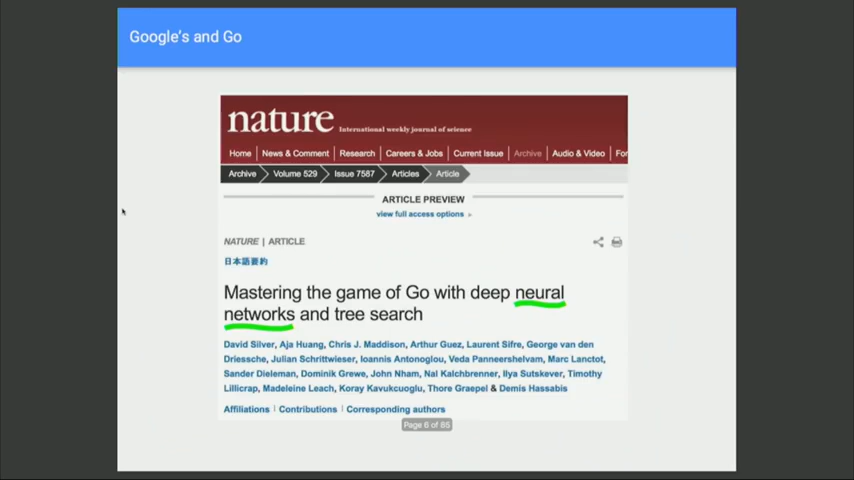 Google's and Go
nature International weekly journal of science
Home News & Comment Research Careers & Jobs Current Issue Archive Audio & Video For
Archive Volume 529 Issue 7587 Articles Article
ARTICLE PREVIEW
view full access options »
NATURE | ARTICLE
日本語要約
Mastering the game of Go with deep neural
networks and tree search
David Silver, Aja Huang, Chris J. Maddison, Arthur Guez, Laurent Sifre, George van den
Driessche, Julian Schrittwieser, Ioannis Antonoglou, Veda Panneershelvam, Marc Lanctot,
Sander Dieleman, Dominik Grewe, John Nham, Nal Kalchbrenner, Ilya Sutskever, Timothy
Lillicrap, Madeleine Leach, Koray Kavukcuoglu, Thore Graepel & Demis Hassabis
Affiliations | Contributions | Corresponding authors
Page 6 of 85